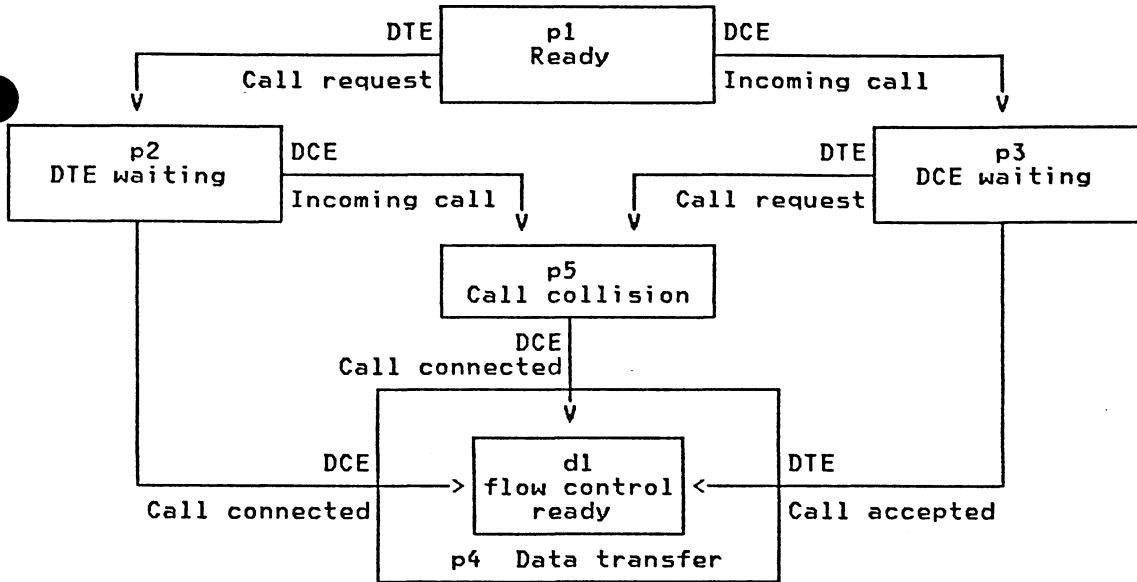 DTE
p1
DCE
Ready
Call request
Incoming call
p2
DCE
DTE
p3
DTE waiting
DCE waiting
Incoming call
Call request
p5
Call collision
DCE
Call connected
DCE
d1
DTE
flow control
Call connected
ready
Call accepted
p4 Data transfer